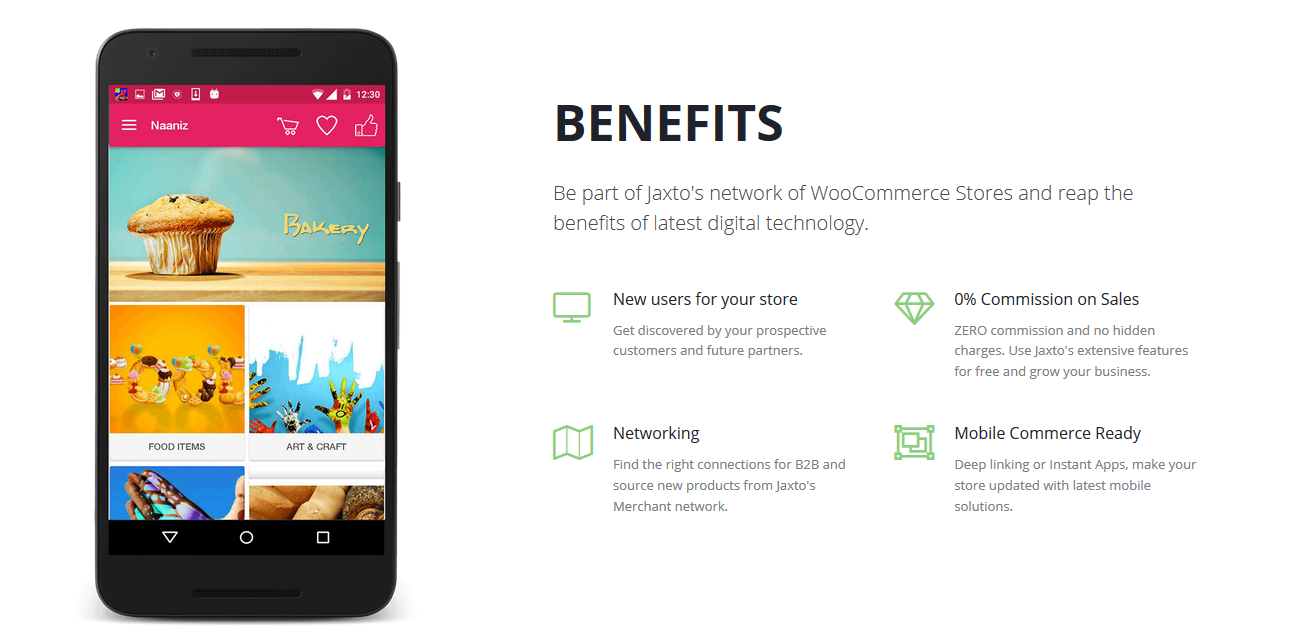 12:30
Naaniz
BAKERY
FOOD ITEMS
ART & CRAFT
BENEFITS
Be part of Jaxto's network of WooCommerce Stores and reap the
benefits of latest digital technology.
New users for your store
Get discovered by your prospective
customers and future partners.
0% Commission on Sales
ZERO commission and no hidden
charges. Use Jaxto's extensive features
for free and grow your business.
Networking
Find the right connections for B2B and
source new products from Jaxto's
Merchant network.
Mobile Commerce Ready
Deep linking or Instant Apps, make your
store updated with latest mobile
solutions.